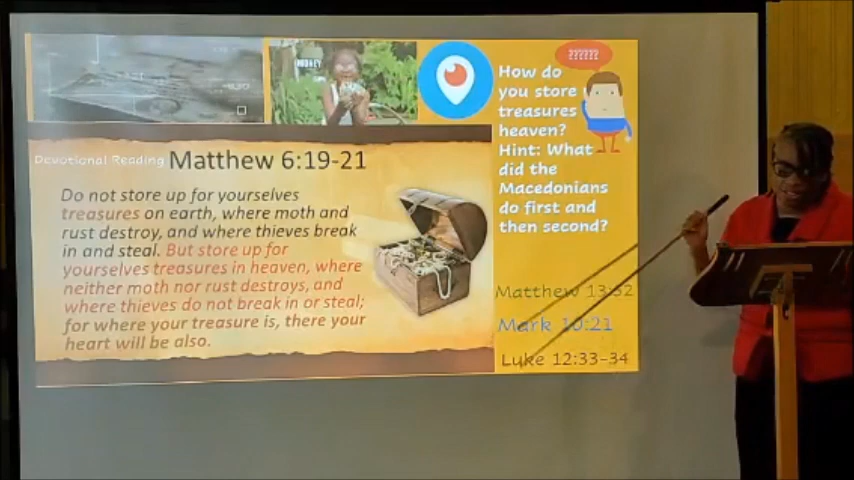 MONEY
??????
How do
you store
treasures
heaven?
Hint: What
did the
Macedonians
do first and
then second?
Devotional Reading Matthew 6:19-21
Do not store up for yourselves
treasures on earth, where moth and
rust destroy, and where thieves break
in and steal. But store up for
yourselves treasures in heaven, where
neither moth nor rust destroys, and
where thieves do not break in or steal;
for where your treasure is, there your
heart will be also.
Matthew 13:52
Mark 10:21
Luke 12:33-34